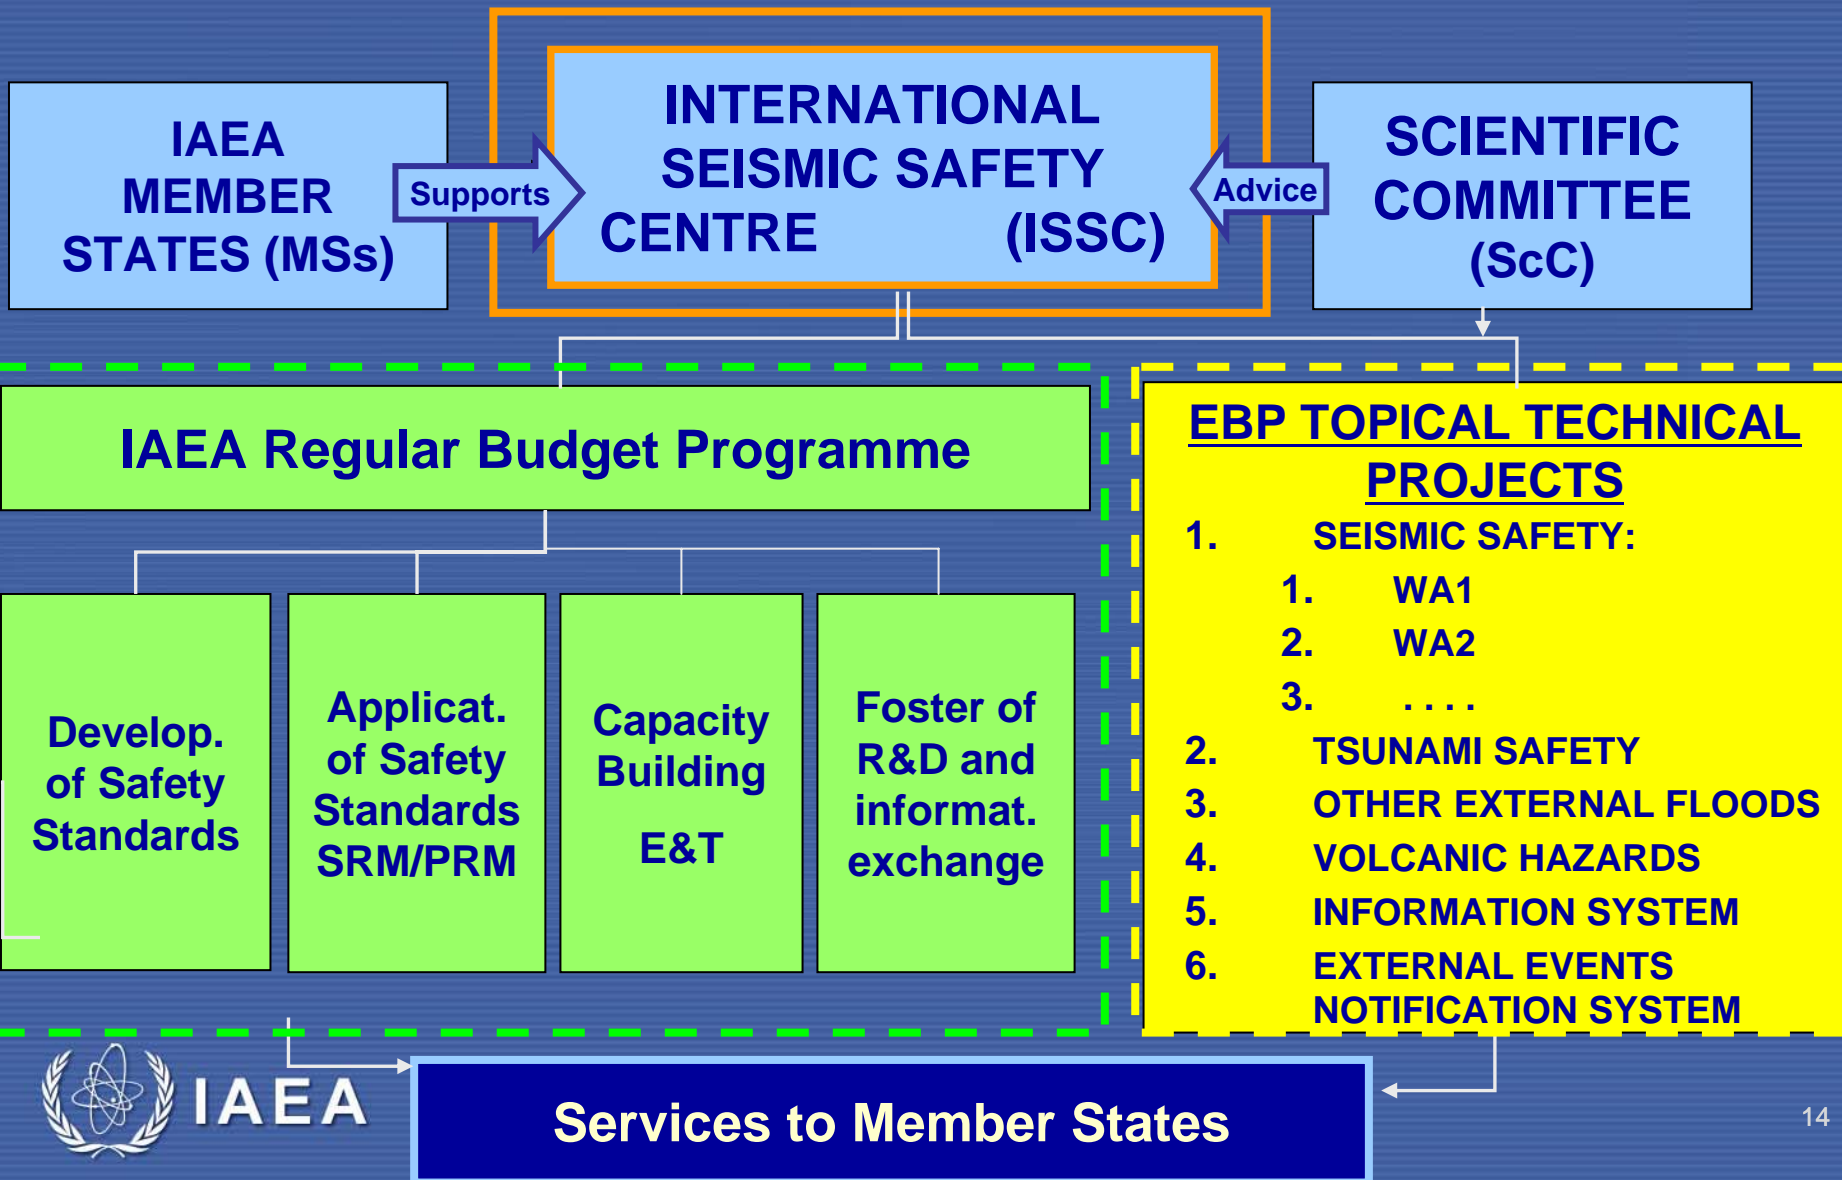 IAEA
MEMBER
STATES (MSs)
Supports
INTERNATIONAL
SEISMIC SAFETY
CENTRE (ISSC)
Advice
SCIENTIFIC
COMMITTEE
(ScC)
IAEA Regular Budget Programme
Develop.
of Safety
Standards
Applicat.
of Safety
Standards
SRM/PRM
Capacity
Building
E&T
Foster of
R&D and
informat.
exchange
EBP TOPICAL TECHNICAL
PROJECTS
1. SEISMIC SAFETY:
1. WA1
2. WA2
3. . . . .
2. TSUNAMI SAFETY
3. OTHER EXTERNAL FLOODS
4. VOLCANIC HAZARDS
5. INFORMATION SYSTEM
6. EXTERNAL EVENTS
NOTIFICATION SYSTEM
IAEA
Services to Member States
14